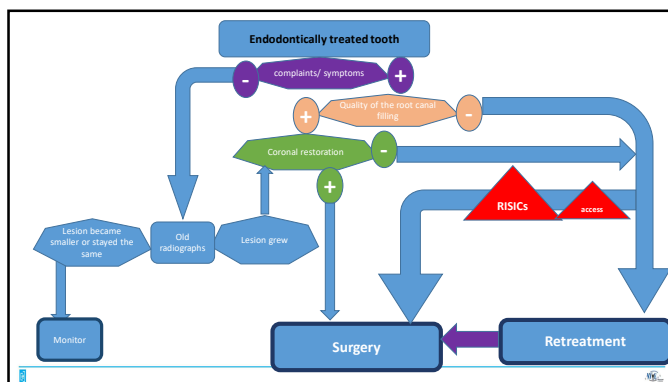 Endodontically treated tooth
complaints/ symptoms
-
+
Quality of the root canal
filling
+
-
Coronal restoration
-
+
RISICs
access
Lesion became
smaller or stayed the
same
Old
radiographs
Lesion grew
Monitor
Surgery
Retreatment